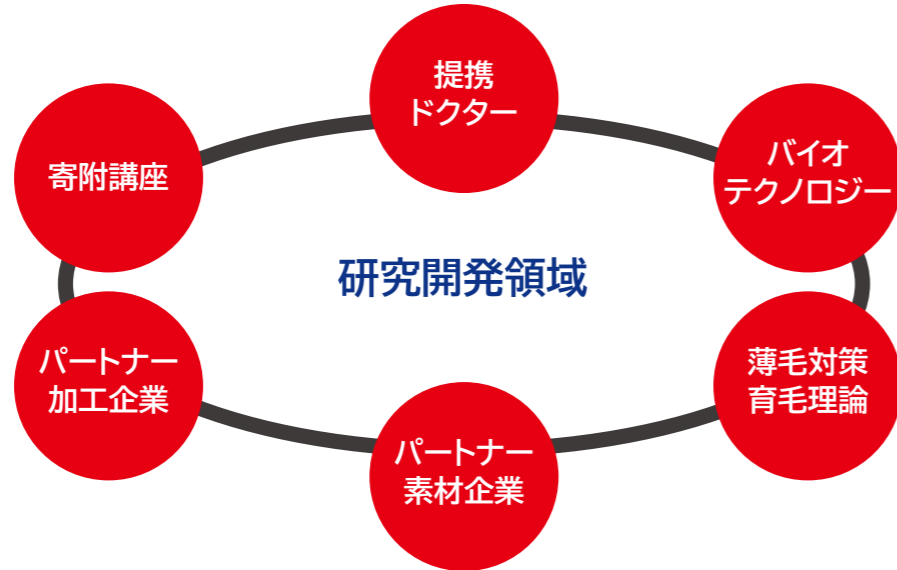 提携
ドクター
バイオ
テクノロジー
寄附講座
研究開発領域
パートナー
加工企業
薄毛対策
育毛理論
パートナー
素材企業